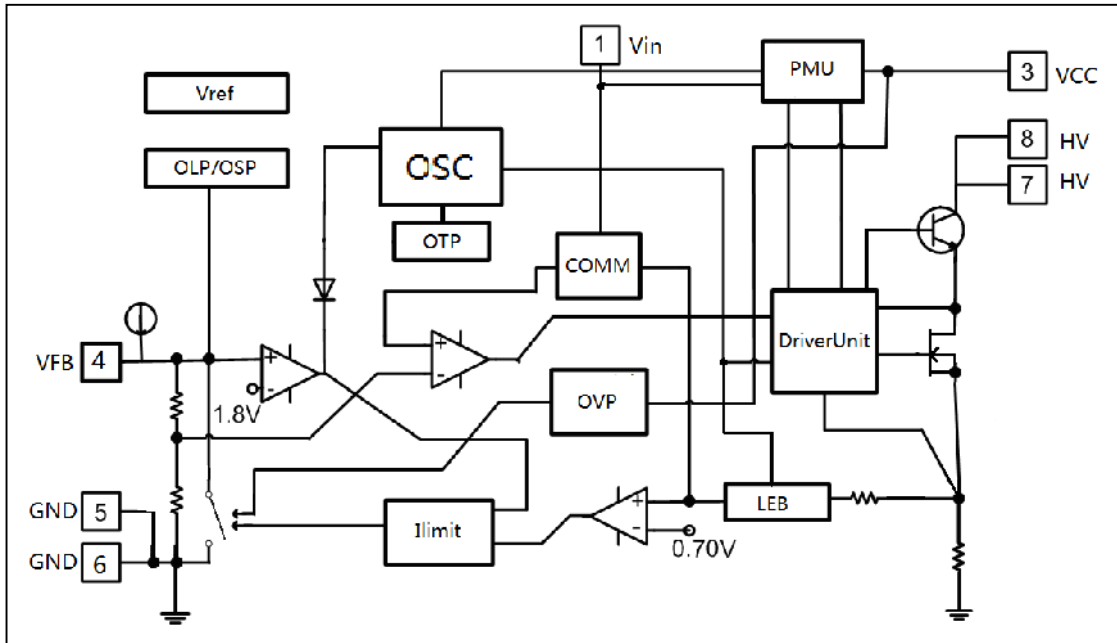 1 Vin
PMU
3 VCC
Vref
8 HV
OLP/OSP
OSC
7 HV
OTP
COMM
DriverUnit
VFB 4
+
-
+
-
1.8V
OVP
GND 5
Ilimit
+
-
LEB
0.70V
GND 6